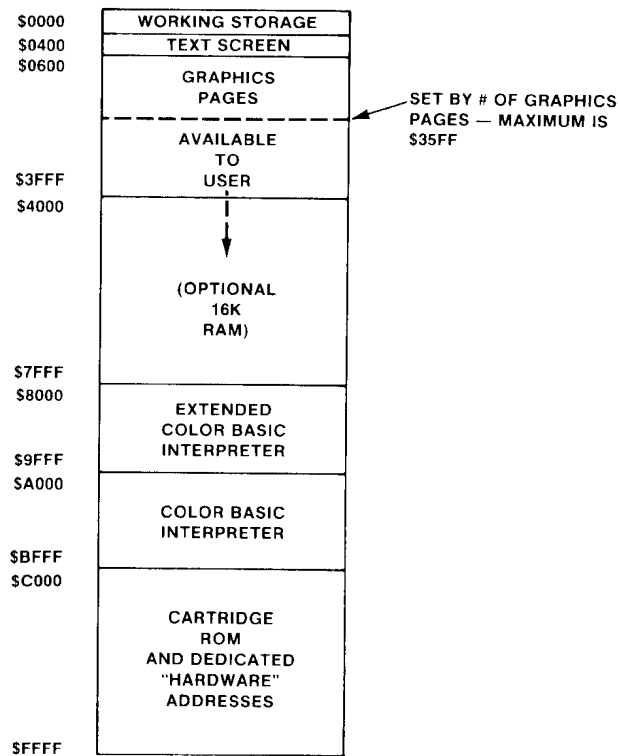 $0000
WORKING STORAGE
$0400
TEXT SCREEN
$0600
GRAPHICS
PAGES
SET BY # OF GRAPHICS
PAGES — MAXIMUM IS
$35FF
AVAILABLE
TO
USER
$3FFF
$4000
(OPTIONAL
16K
RAM)
$7FFF
$8000
EXTENDED
COLOR BASIC
INTERPRETER
$9FFF
$A000
COLOR BASIC
INTERPRETER
$BFFF
$C000
CARTRIDGE
ROM
AND DEDICATED
"HARDWARE"
ADDRESSES
$FFFF